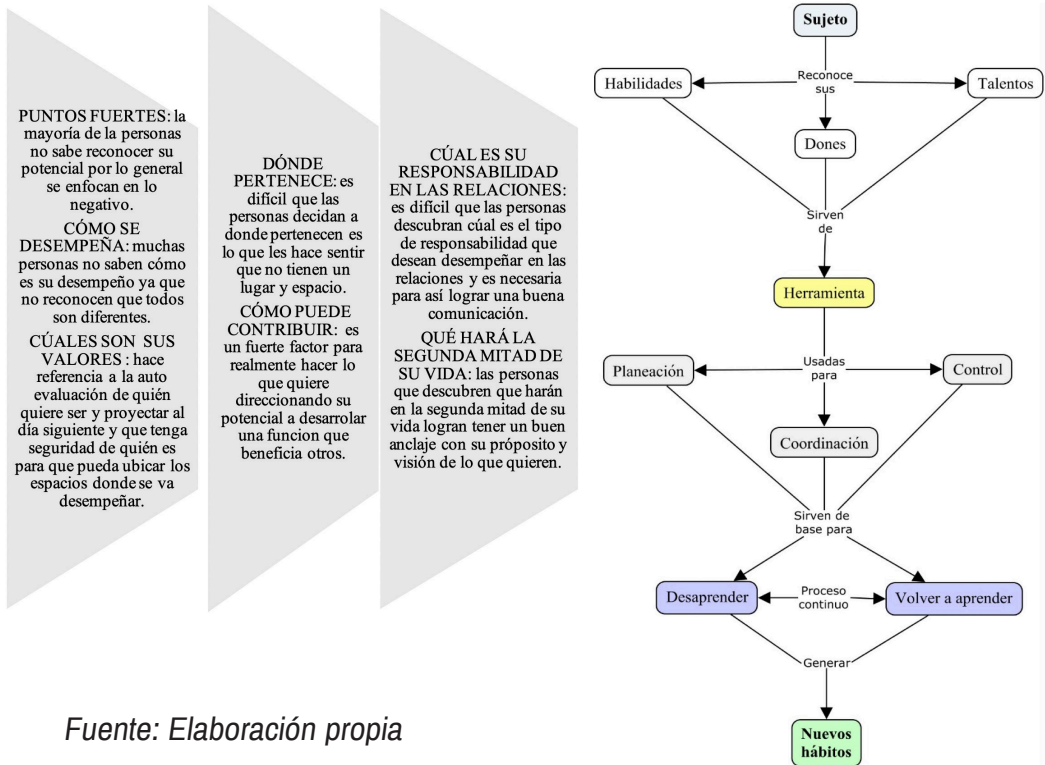 PUNTOS FUERTES: la
mayoría de la personas
no sabe reconocer su
potencial por lo general
se enfocan en lo
negativo.
CÓMO SE
DESEMPEÑA: muchas
personas no saben cómo
es su desempeño ya que
no reconocen que todos
son diferentes.
CÚALES SON SUS
VALORES : hace
referencia a la auto
evaluación de quién
quiere ser y proyectar al
día siguiente y que tenga
seguridad de quién es
para que pueda ubicar los
espacios donde se va
desempeñar.
DÓNDE
PERTENECE: es
difícil que las
personas decidan a
donde pertenecen es
lo que les hace sentir
que no tienen un
lugar y espacio.
CÓMO PUEDE
CONTRIBUIR: es
un fuerte factor para
realmente hacer lo
que quiere
direccionando su
potencial a desarrolar
una funcion que
beneficia otros.
CÚAL ES SU
RESPONSABILIDAD
EN LAS RELACIONES:
es difícil que las personas
descubran cúal es el tipo
de responsabilidad que
desean desempeñar en las
relaciones y es necesaria
para así lograr una buena
comunicación.
QUÉ HARÁ LA
SEGUNDA MITAD DE
SU VIDA: las personas
que descubren que harán
en la segunda mitad de su
vida logran tener un buen
anclaje con su própósito y
visión de lo que quieren.
Sujeto
Reconoce
sus
Habilidades
Talentos
Dones
Sirven
de
Herramienta
Usadas
para
Planeación
Control
Coordinación
Sirven de
base para
Desaprender
Proceso
continuo
Volver a aprender
Generar
Nuevos
hábitos
Fuente: Elaboración propia